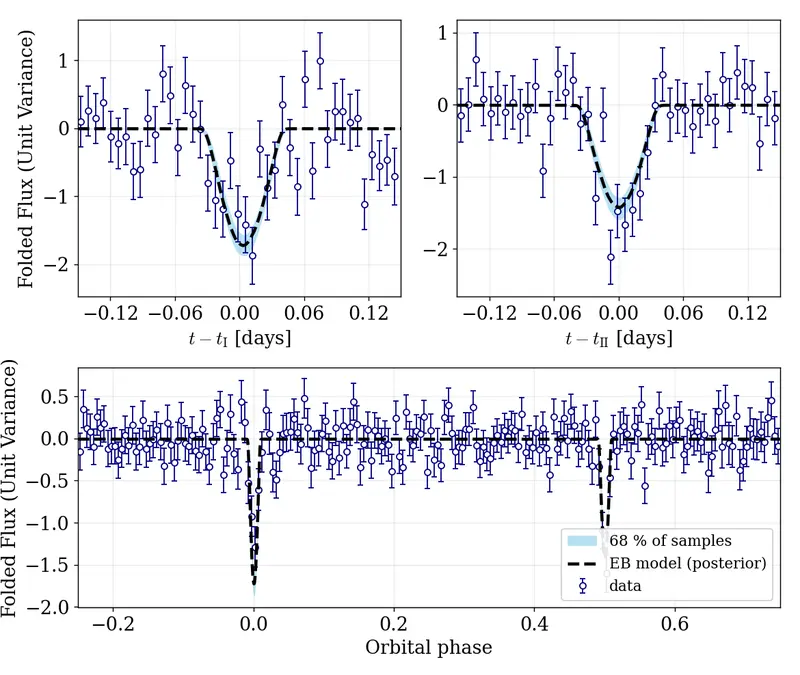 Folded Flux (Unit Variance)
1
0
−1
−2
−0.12 −0.06 0.00 0.06 0.12
t − tI [days]
1
0
−1
−2
−0.12 −0.06 0.00 0.06 0.12
t − tII [days]
Folded Flux (Unit Variance)
0.5
0.0
−0.5
−1.0
−1.5
−2.0
68 % of samples
EB model (posterior)
data
−0.2 0.0 0.2 0.4 0.6
Orbital phase